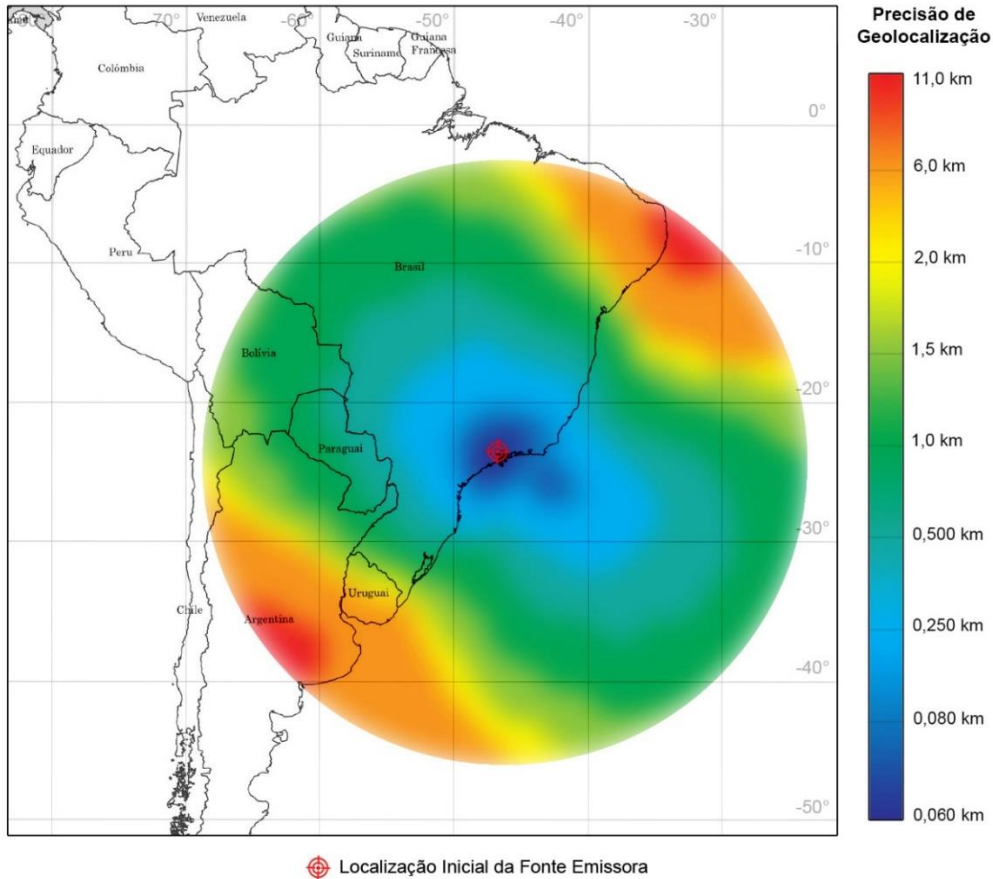 Precisão de
Geolocalização
-70°
-60°
-50°
-40°
-30°
Venezuela
Guiana
Suriname
Guiana
Francesa
Colômbia
Equador
Peru
Brasil
Bolívia
Paraguai
Chile
Uruguai
Argentina
0°
-10°
-20°
-30°
-40°
-50°
11,0 km
6,0 km
2,0 km
1,5 km
1,0 km
0,500 km
0,250 km
0,080 km
0,060 km
Localização Inicial da Fonte Emissora